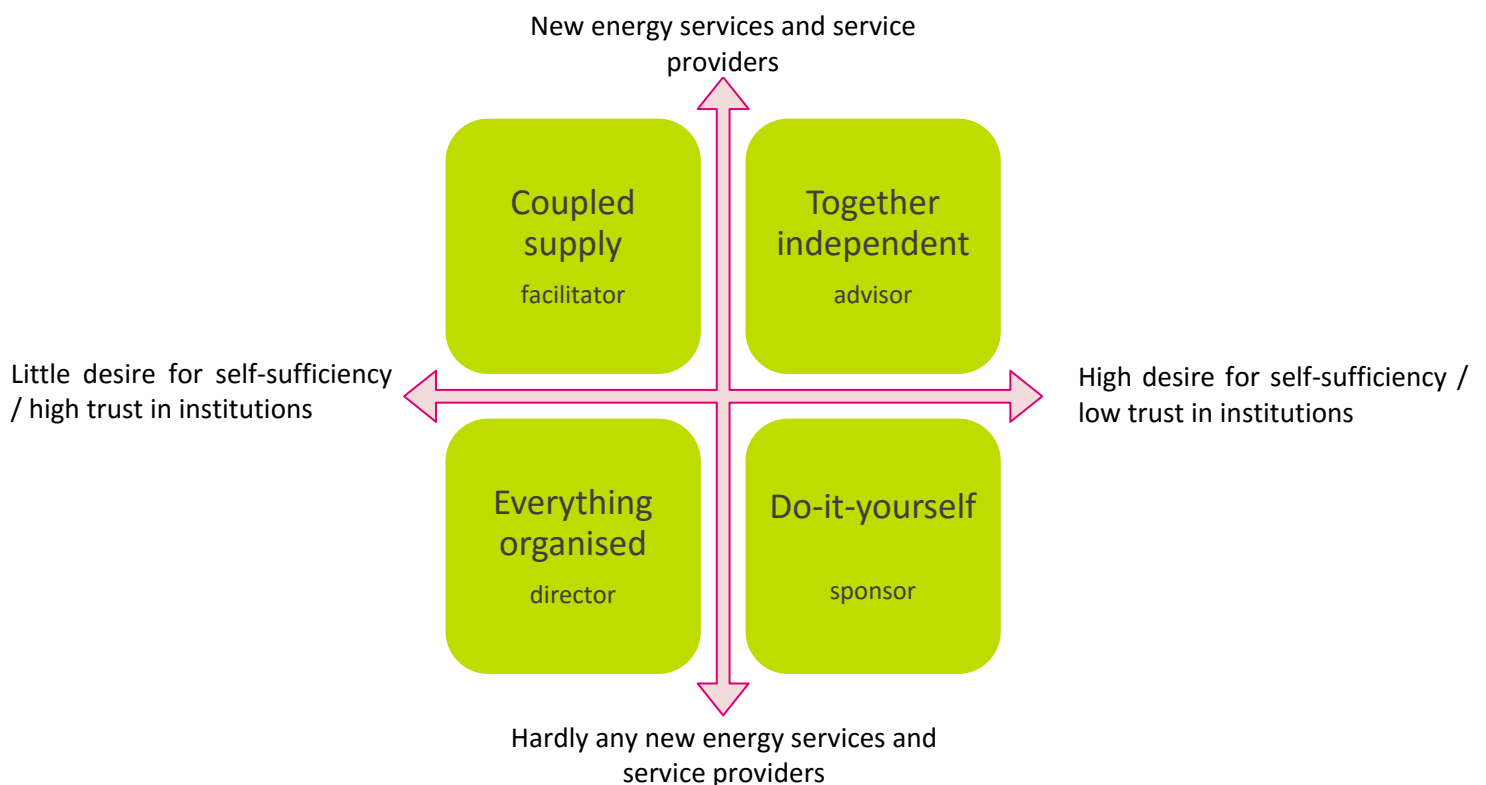 New energy services and service
providers
Coupled
supply
facilitator
Together
independent
advisor
Little desire for self-sufficiency
/ high trust in institutions
High desire for self-sufficiency /
low trust in institutions
Everything
organised
director
Do-it-yourself
sponsor
Hardly any new energy services and
service providers